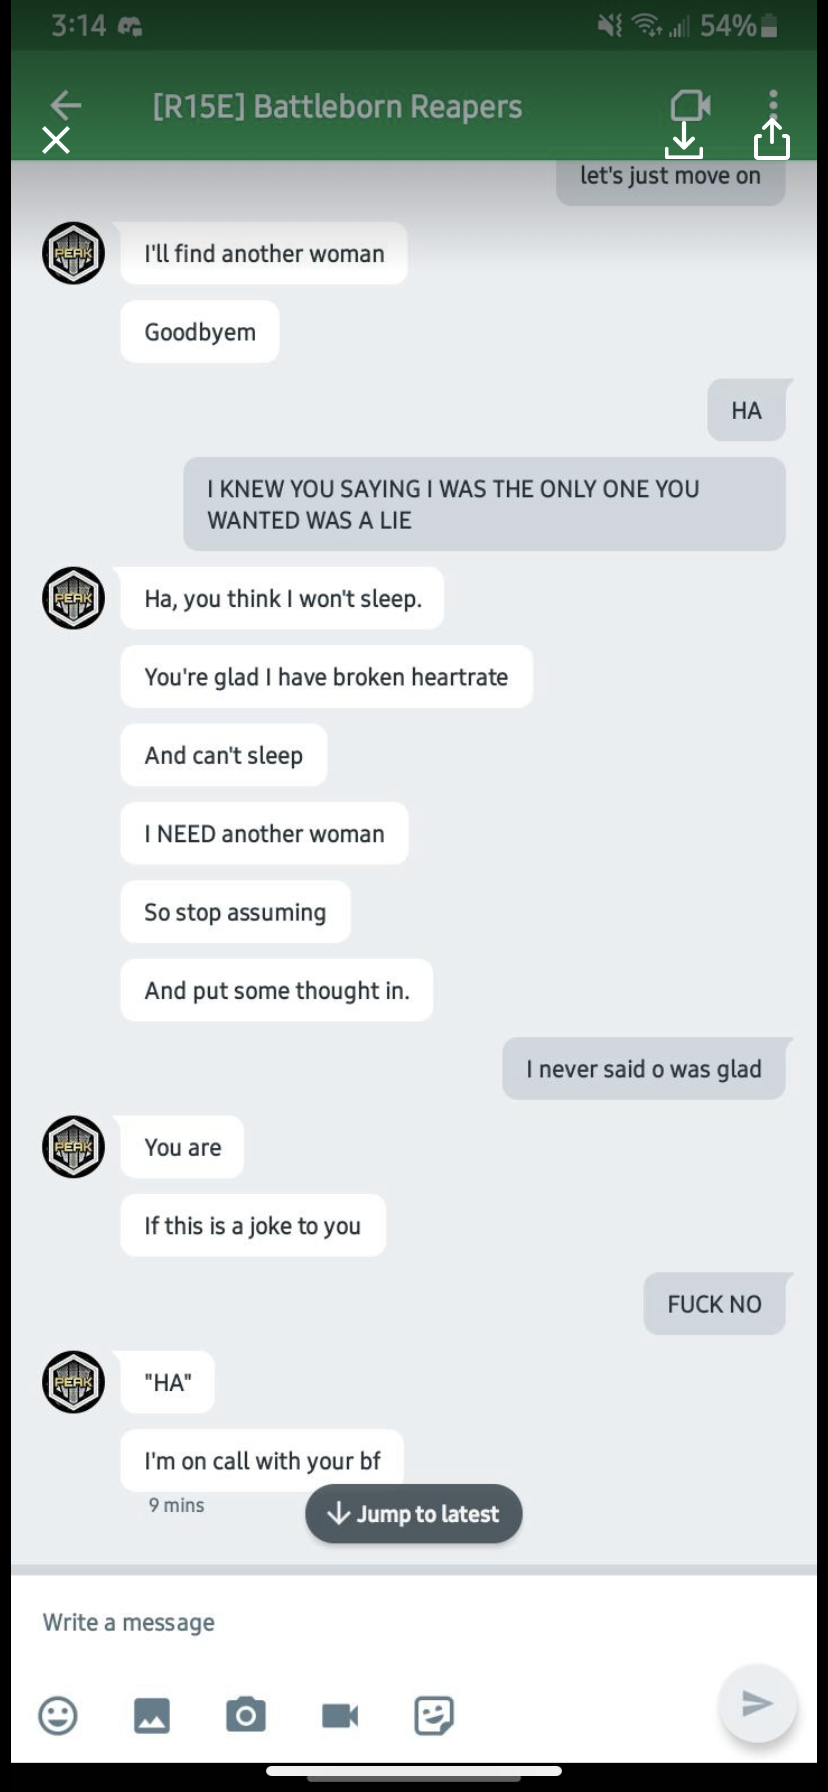 3:14
54%
[R15E] Battleborn Reapers
let's just move on
PEAK
I'll find another woman
Goodbyem
HA
I KNEW YOU SAYING I WAS THE ONLY ONE YOU
WANTED WAS A LIE
PEAK
Ha, you think I won't sleep.
You're glad I have broken heartrate
And can't sleep
I NEED another woman
So stop assuming
And put some thought in.
I never said o was glad
PEAK
You are
If this is a joke to you
FUCK NO
PEAK
"HA"
I'm on call with your bf
9 mins
Jump to latest
Write a message